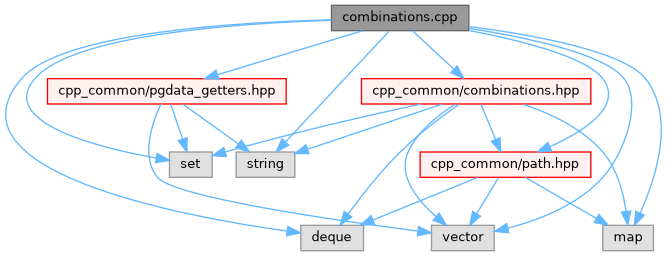 combinations.cpp
cpp_common/pgdata_getters.hpp
cpp_common/combinations.hpp
set
string
cpp_common/path.hpp
deque
vector
map